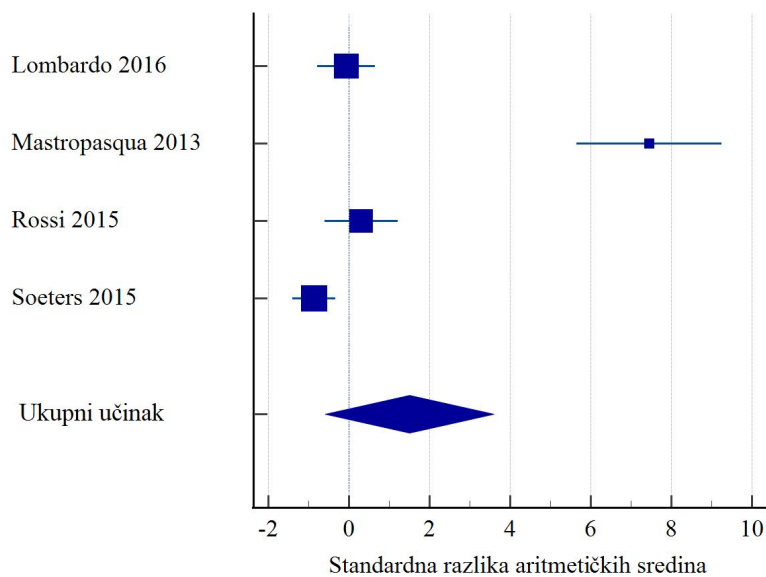 Lombardo 2016
Mastropasqua 2013
Rossi 2015
Soeters 2015
Ukupni učinak
-2 0 2 4 6 8 10
Standardna razlika aritmetičkih sredina